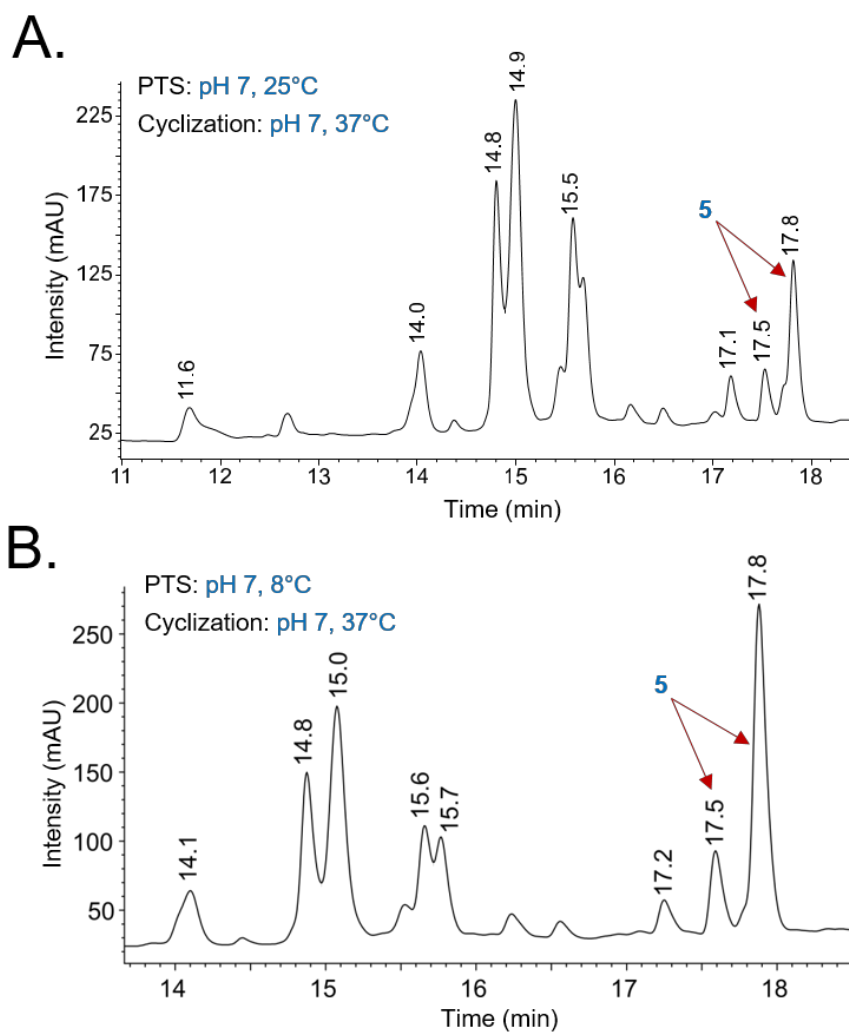 A.
PTS: pH 7, 25°C
Cyclization: pH 7, 37°C
Intensity (mAU)
225
175
125
75
25
11.6
14.0
14.8
14.9
15.5
17.1
17.5
17.8
5
11 12 13 14 15 16 17 18
Time (min)
B.
PTS: pH 7, 8°C
Cyclization: pH 7, 37°C
Intensity (mAU)
250
200
150
100
50
14.1
14.8
15.0
15.6
15.7
17.2
17.5
17.8
5
14 15 16 17 18
Time (min)